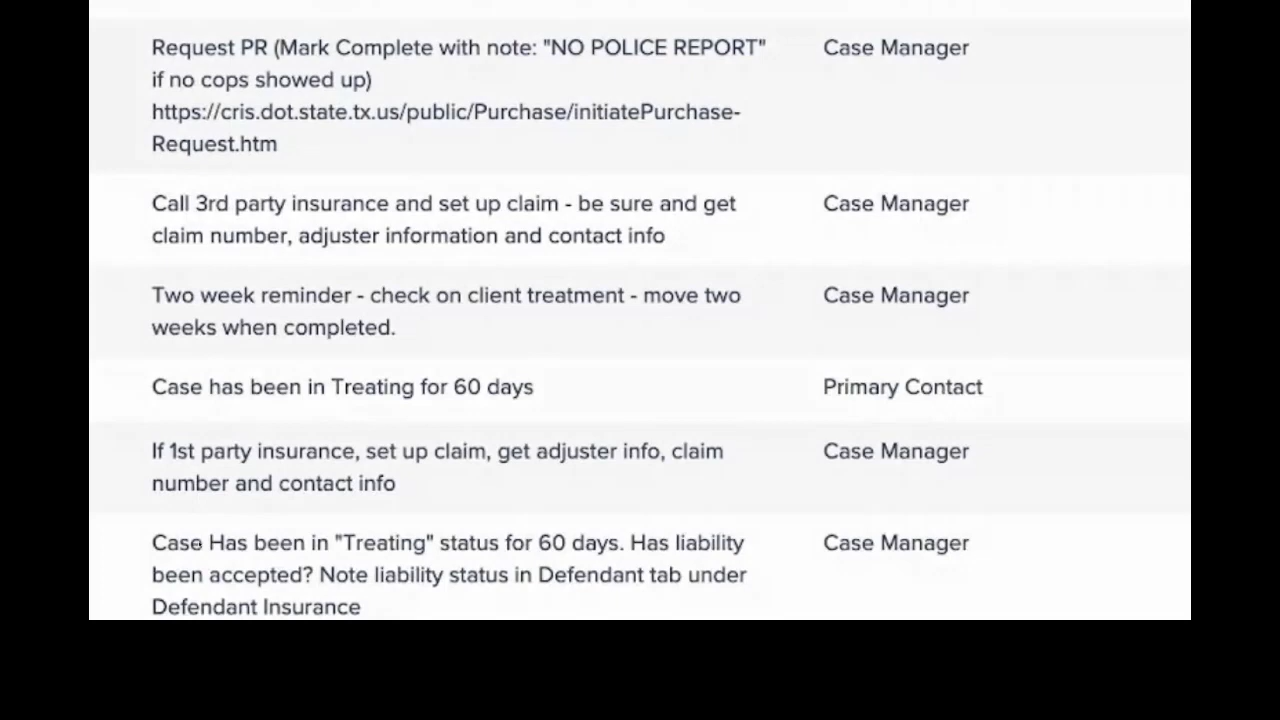 Request PR (Mark Complete with note: "NO POLICE REPORT" Case Manager
if no cops showed up)
https://cris.dot.state.tx.us/public/Purchase/initiatePurchase-
Request.htm
Call 3rd party insurance and set up claim - be sure and get Case Manager
claim number, adjuster information and contact info
Two week reminder - check on client treatment - move two Case Manager
weeks when completed.
Case has been in Treating for 60 days Primary Contact
If 1st party insurance, set up claim, get adjuster info, claim Case Manager
number and contact info
Case Has been in "Treating" status for 60 days. Has liability Case Manager
been accepted? Note liability status in Defendant tab under
Defendant Insurance